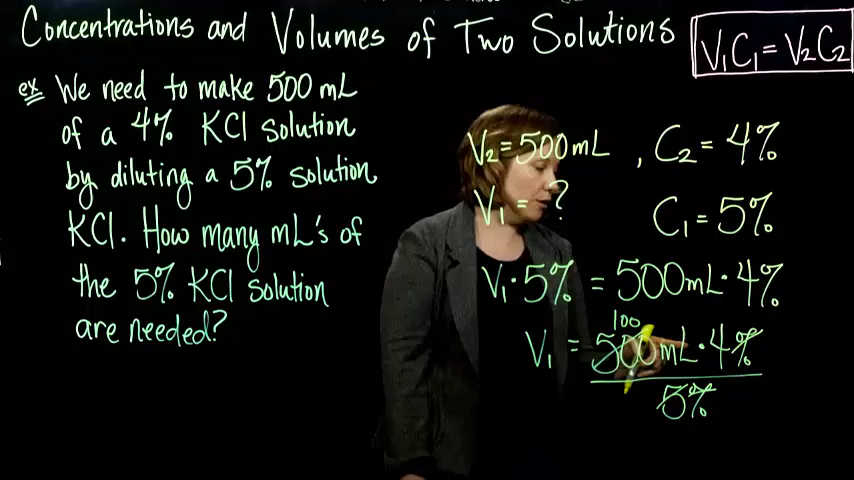 Concentrations and Volumes of Two Solutions
V₁C₁ = V₂C₂
ex We need to make 500 mL
of a 4% KCl solution
by diluting a 5% solution
KCl. How many mL's of
the 5% KCl solution
are needed?
V₂ = 500 mL , C₂ = 4%
V₁ = ? C₁ = 5%
V₁ · 5% = 500 mL · 4%
100
V₁ = 500 mL · 4%
5%